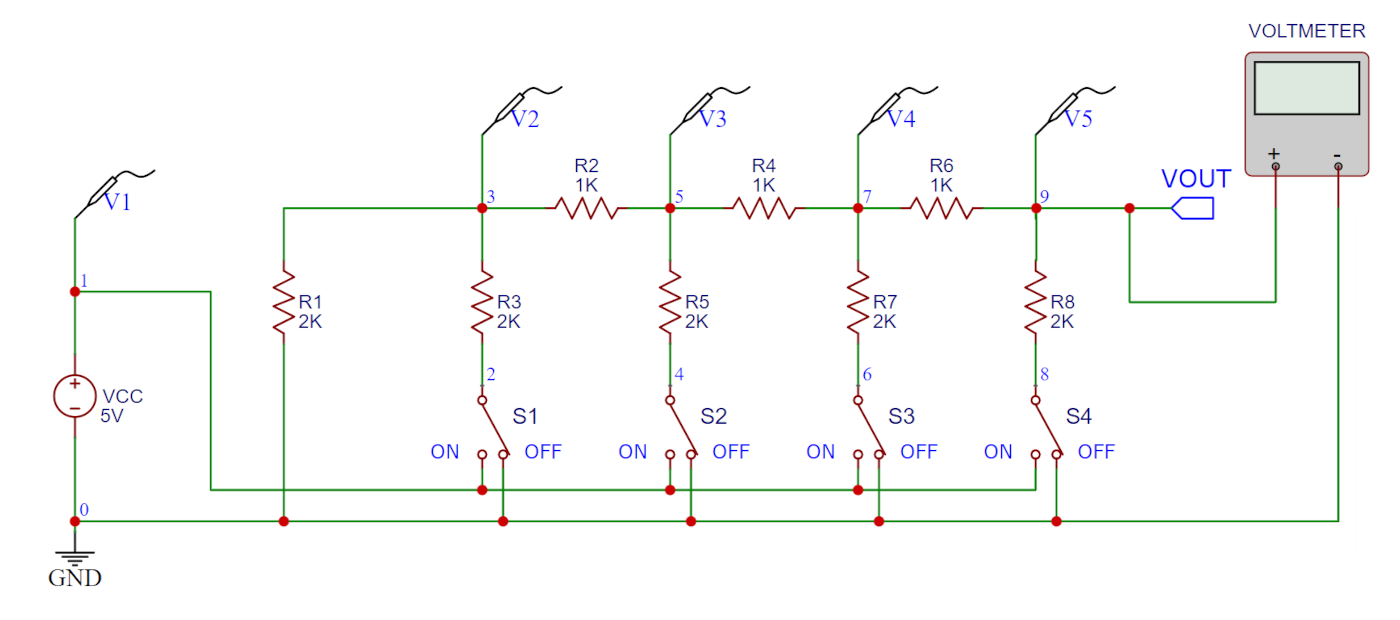 VOLTMETER
V2
V3
V4
V5
+ -
R2
1K
R4
1K
R6
1K
VOUT
V1
3
5
7
9
1
R1
2K
R3
2K
R5
2K
R7
2K
R8
2K
2
4
6
8
+
-
VCC
5V
S1
S2
S3
S4
ON OFF
ON OFF
ON OFF
ON OFF
0
GND